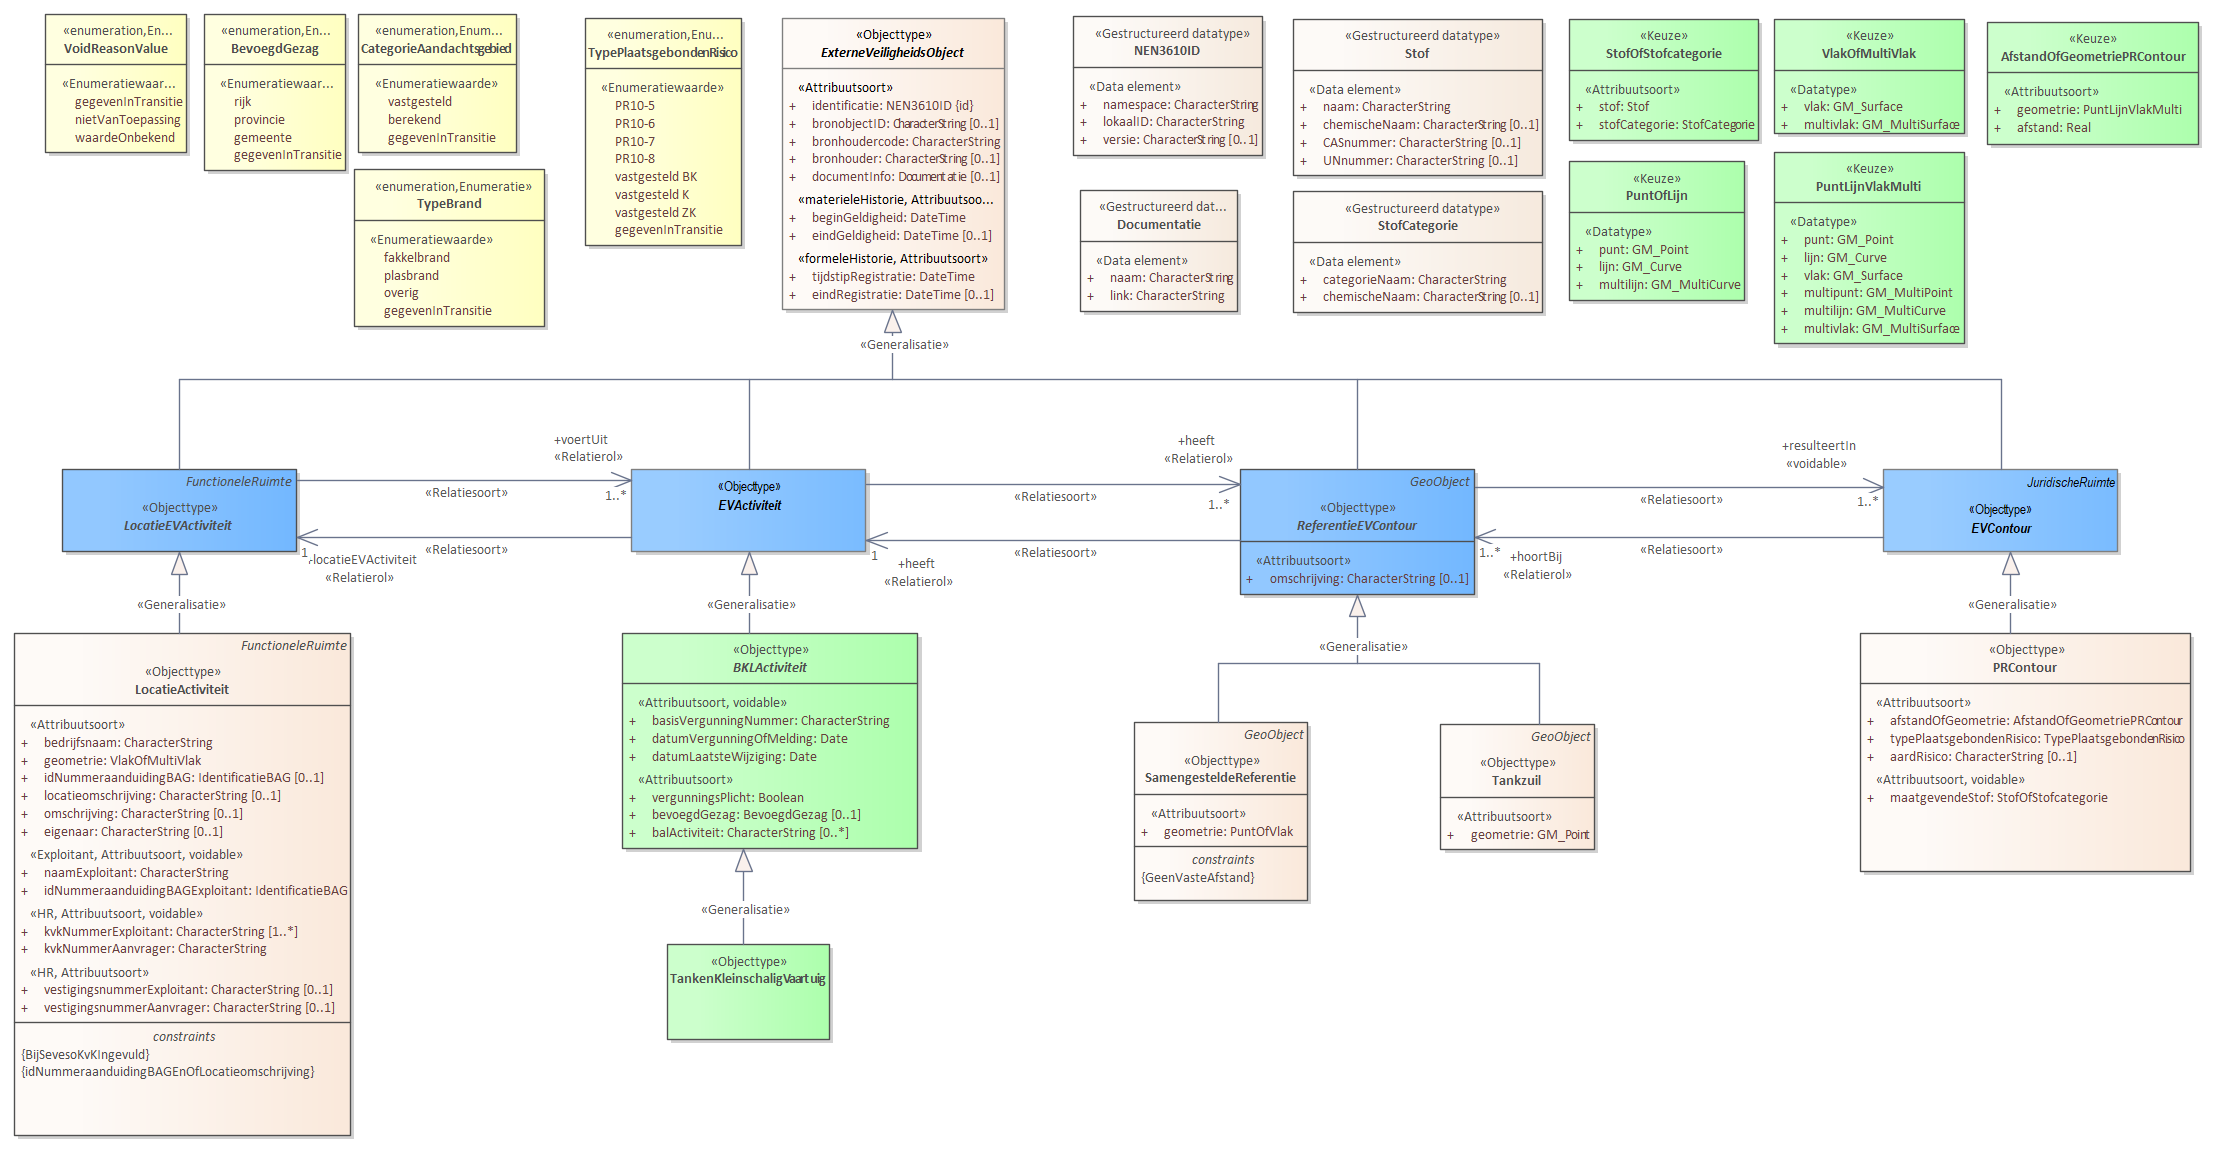 «enumeration,En...
VoidReasonValue
«Enumeratiewaar...
gegevenInTransitie
nietVanToepassing
waardeOnbekend
«enumeration,En...
BevoegdGezag
«Enumeratiewaar...
rijk
provincie
gemeente
gegevenInTransitie
«enumeration,Enum...
CategorieAandachtsgebied
«Enumeratiewaarde»
vastgesteld
berekend
gegevenInTransitie
«enumeration,Enumeratie»
TypeBrand
«Enumeratiewaarde»
fakkelbrand
plasbrand
overig
gegevenInTransitie
«enumeration,Enu...
TypePlaatsgebondenRisico
«Enumeratiewaarde»
PR10-5
PR10-6
PR10-7
PR10-8
vastgesteld BK
vastgesteld K
vastgesteld ZK
gegevenInTransitie
«Objecttype»
ExterneVeiligheidsObject
«Attribuutsoort»
+ identificatie: NEN3610ID {id}
+ bronobjectID: CharacterString [0..1]
+ bronhoudercode: CharacterString
+ bronhouder: CharacterString [0..1]
+ documentInfo: Documentatie [0..1]
«materieleHistorie, Attribuutsoo...
+ beginGeldigheid: DateTime
+ eindGeldigheid: DateTime [0..1]
«formeleHistorie, Attribuutsoort»
+ tijdstipRegistratie: DateTime
+ eindRegistratie: DateTime [0..1]
«Gestructureerd datatype»
NEN3610ID
«Data element»
+ namespace: CharacterString
+ lokaalID: CharacterString
+ versie: CharacterString [0..1]
«Gestructureerd dat...
Documentatie
«Data element»
+ naam: CharacterString
+ link: CharacterString
«Gestructureerd datatype»
Stof
«Data element»
+ naam: CharacterString
+ chemischeNaam: CharacterString [0..1]
+ CASnummer: CharacterString [0..1]
+ UNnummer: CharacterString [0..1]
«Gestructureerd datatype»
StofCategorie
«Data element»
+ categorieNaam: CharacterString
+ chemischeNaam: CharacterString [0..1]
«Keuze»
StofOfStofcategorie
«Attribuutsoort»
+ stof: Stof
+ stofCategorie: StofCategorie
«Keuze»
PuntOfLijn
«Datatype»
+ punt: GM_Point
+ lijn: GM_Curve
+ multilijn: GM_MultiCurve
«Keuze»
VlakOfMultiVlak
«Datatype»
+ vlak: GM_Surface
+ multivlak: GM_MultiSurface
«Keuze»
PuntLijnVlakMulti
«Datatype»
+ punt: GM_Point
+ lijn: GM_Curve
+ vlak: GM_Surface
+ multipunt: GM_MultiPoint
+ multilijn: GM_MultiCurve
+ multivlak: GM_MultiSurface
«Keuze»
AfstandOfGeometriePRContour
«Attribuutsoort»
+ geometrie: PuntLijnVlakMulti
+ afstand: Real
«Generalisatie»
FunctioneleRuimte
«Objecttype»
LocatieEVActiviteit
+voertUit
«Relatierol»
1..*
«Relatiesoort»
«Relatiesoort»
1
-locatieEVActiviteit
«Relatierol»
«Objecttype»
EVActiviteit
+heeft
«Relatierol»
1..*
«Relatiesoort»
«Relatiesoort»
1
+heeft
«Relatierol»
GeoObject
«Objecttype»
ReferentieEVContour
«Attribuutsoort»
+ omschrijving: CharacterString [0..1]
+resulteertIn
«voidable»
1..*
«Relatiesoort»
«Relatiesoort»
1..*
+hoortBij
«Relatierol»
JuridischeRuimte
«Objecttype»
EVContour
«Generalisatie»
«Generalisatie»
«Generalisatie»
«Generalisatie»
FunctioneleRuimte
«Objecttype»
LocatieActiviteit
«Attribuutsoort»
+ bedrijfsnaam: CharacterString
+ geometrie: VlakOfMultiVlak
+ idNummeraanduidingBAG: IdentificatieBAG [0..1]
+ locatieomschrijving: CharacterString [0..1]
+ omschrijving: CharacterString [0..1]
+ eigenaar: CharacterString [0..1]
«Exploitant, Attribuutsoort, voidable»
+ naamExploitant: CharacterString
+ idNummeraanduidingBAGExploitant: IdentificatieBAG
«HR, Attribuutsoort, voidable»
+ kvkNummerExploitant: CharacterString [1..*]
+ kvkNummerAanvrager: CharacterString
«HR, Attribuutsoort»
+ vestigingsnummerExploitant: CharacterString [0..1]
+ vestigingsnummerAanvrager: CharacterString [0..1]
constraints
{BijSevesoKvKIngevuld}
{idNummeraanduidingBAGEnOfLocatieomschrijving}
«Objecttype»
BKLActiviteit
«Attribuutsoort, voidable»
+ basisVergunningNummer: CharacterString
+ datumVergunningOfMelding: Date
+ datumLaatsteWijziging: Date
«Attribuutsoort»
+ vergunningsPlicht: Boolean
+ bevoegdGezag: BevoegdGezag [0..1]
+ balActiviteit: CharacterString [0..*]
«Generalisatie»
«Objecttype»
TankenKleinschaligVaartuig
GeoObject
«Objecttype»
SamengesteldeReferentie
«Attribuutsoort»
+ geometrie: PuntOfVlak
constraints
{GeenVasteAfstand}
GeoObject
«Objecttype»
Tankzuil
«Attribuutsoort»
+ geometrie: GM_Point
«Objecttype»
PRContour
«Attribuutsoort»
+ afstandOfGeometrie: AfstandOfGeometriePRContour
+ typePlaatsgebondenRisico: TypePlaatsgebondenRisico
+ aardRisico: CharacterString [0..1]
«Attribuutsoort, voidable»
+ maatgevendeStof: StofOfStofcategorie